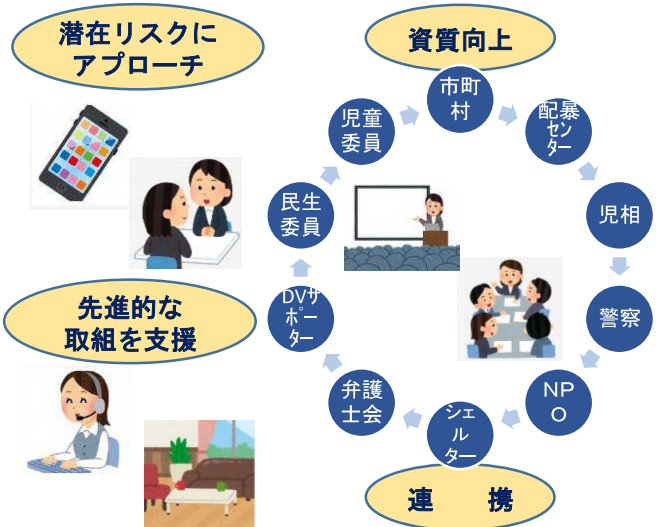 潜在リスクに
アプローチ
資質向上
市町
村
配暴
センター
児相
警察
NP
O
シェ
ル
ター
弁護
士会
DVサ
ポー
ター
民生
委員
児童
委員
先進的な
取組を支援
連　　携